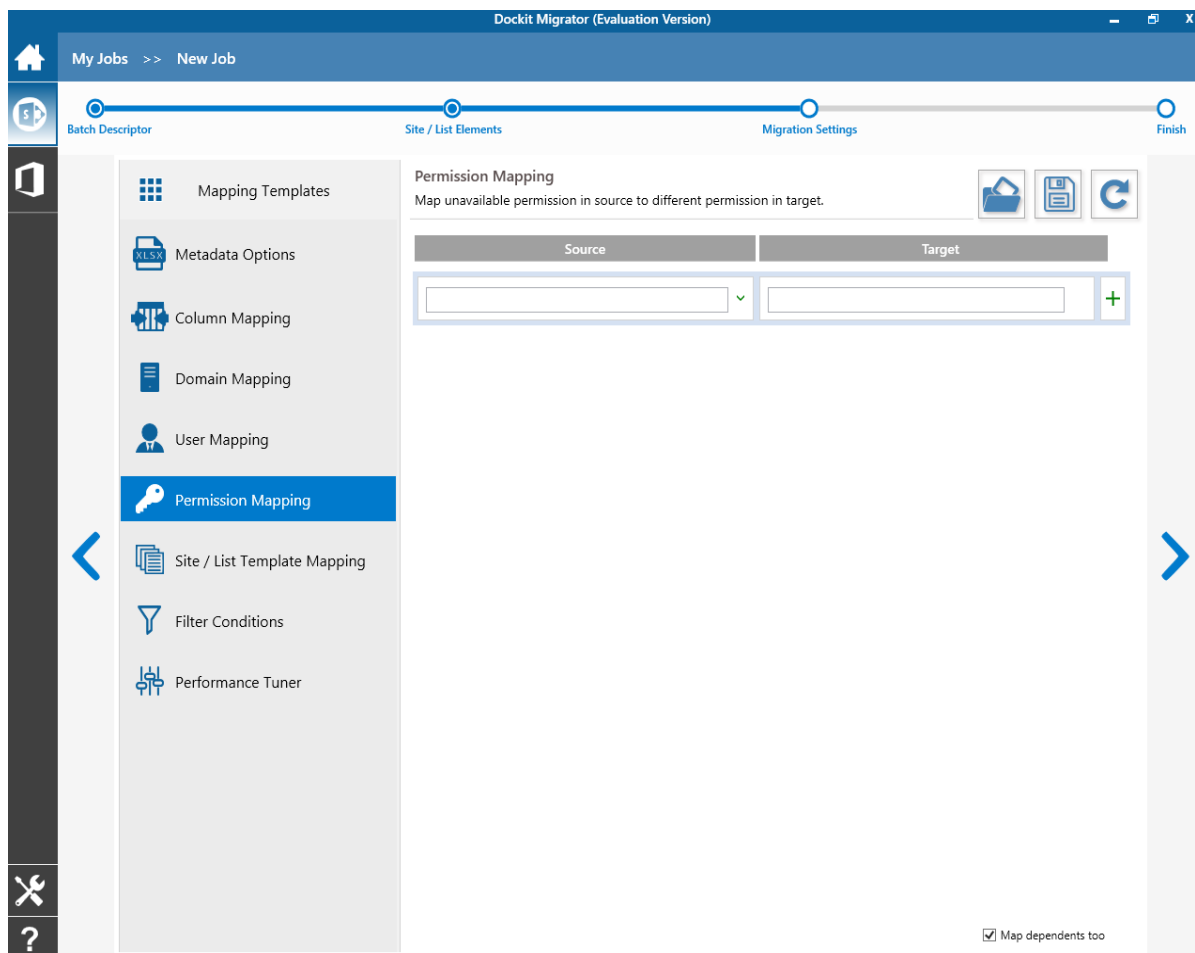 Dockit Migrator (Evaluation Version)
My Jobs >> New Job
Batch Descriptor
Site / List Elements
Migration Settings
Finish
Mapping Templates
Metadata Options
Column Mapping
Domain Mapping
User Mapping
Permission Mapping
Site / List Template Mapping
Filter Conditions
Performance Tuner
Permission Mapping
Map unavailable permission in source to different permission in target.
Source
Target
Map dependents too
XLSX
S
?
X